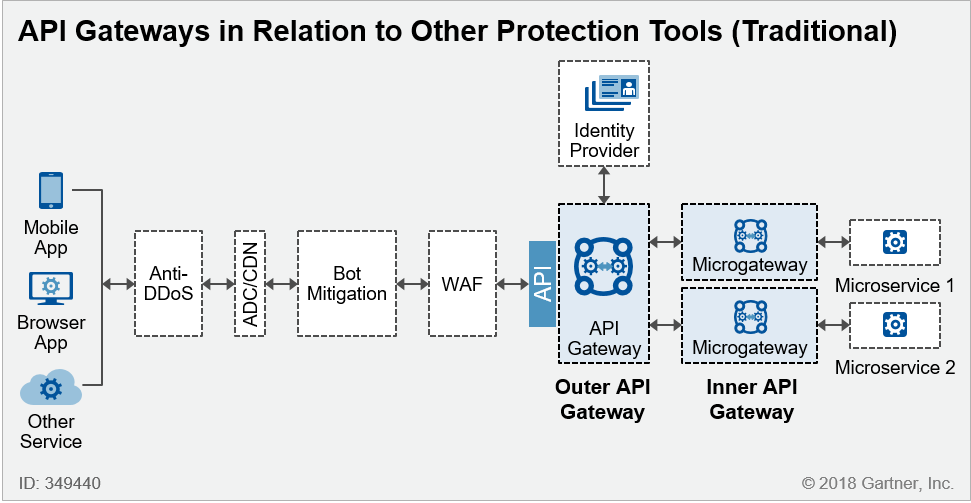 API Gateways in Relation to Other Protection Tools (Traditional)
Identity
Provider
Mobile
App
Browser
App
Other
Service
Anti-
DDoS
ADC/CDN
Bot
Mitigation
WAF
API
API
Gateway
Outer API
Gateway
Microgateway
Microgateway
Inner API
Gateway
Microservice 1
Microservice 2
ID: 349440
© 2018 Gartner, Inc.